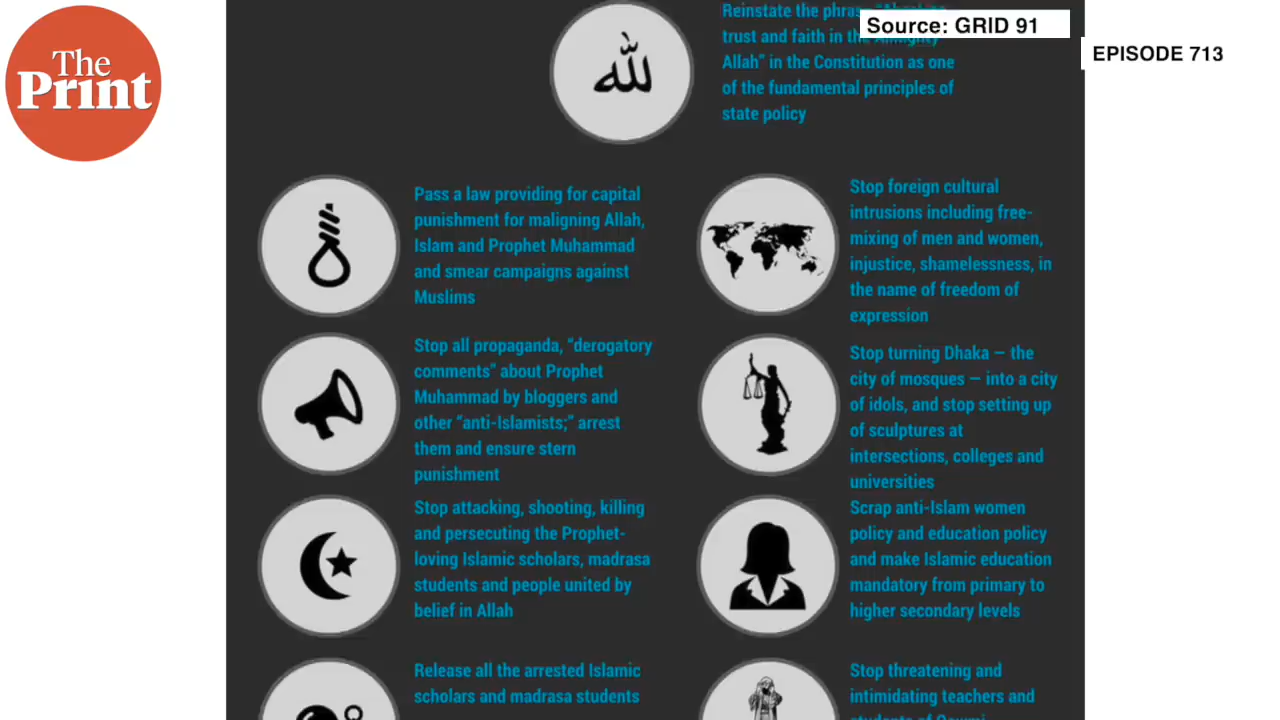 The
Print
Source: GRID 91
EPISODE 713
Reinstate the phrase
trust and faith in the Almighty
Allah” in the Constitution as one
of the fundamental principles of
state policy
لله
Pass a law providing for capital
punishment for maligning Allah,
Islam and Prophet Muhammad
and smear campaigns against
Muslims
Stop foreign cultural
intrusions including free-
mixing of men and women,
injustice, shamelessness, in
the name of freedom of
expression
Stop all propaganda, “derogatory
comments” about Prophet
Muhammad by bloggers and
other “anti-Islamists;” arrest
them and ensure stern
punishment
Stop turning Dhaka — the
city of mosques — into a city
of idols, and stop setting up
of sculptures at
intersections, colleges and
universities
Stop attacking, shooting, killing
and persecuting the Prophet-
loving Islamic scholars, madrasa
students and people united by
belief in Allah
Scrap anti-Islam women
policy and education policy
and make Islamic education
mandatory from primary to
higher secondary levels
Release all the arrested Islamic
scholars and madrasa students
Stop threatening and
intimidating teachers and
students of Qawmi